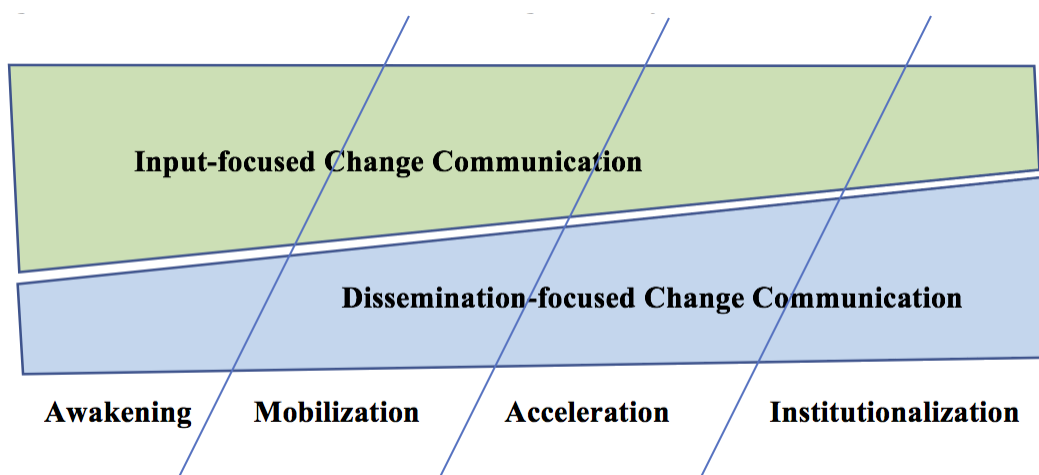 Input-focused Change Communication
Dissemination-focused Change Communication
Awakening Mobilization Acceleration Institutionalization